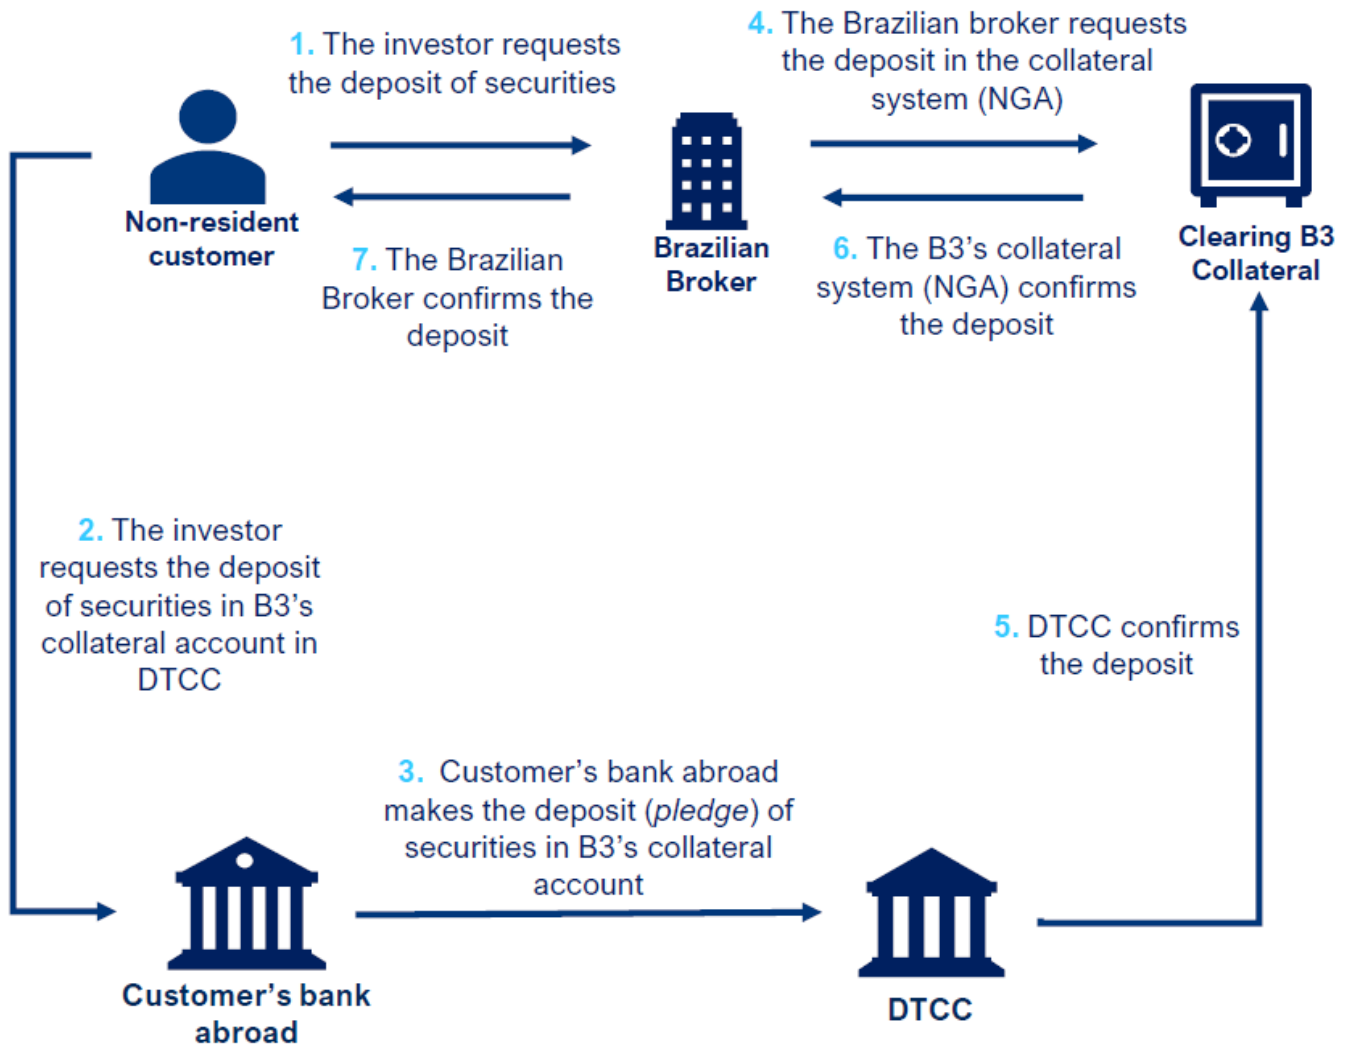 1. The investor requests
the deposit of securities
4. The Brazilian broker requests
the deposit in the collateral
system (NGA)
Non-resident
customer
Brazilian
Broker
Clearing B3
Collateral
7. The Brazilian
Broker confirms the
deposit
6. The B3’s collateral
system (NGA) confirms
the deposit
2. The investor
requests the deposit
of securities in B3’s
collateral account in
DTCC
5. DTCC confirms
the deposit
3. Customer’s bank abroad
makes the deposit (pledge) of
securities in B3’s collateral
account
Customer’s bank
abroad
DTCC